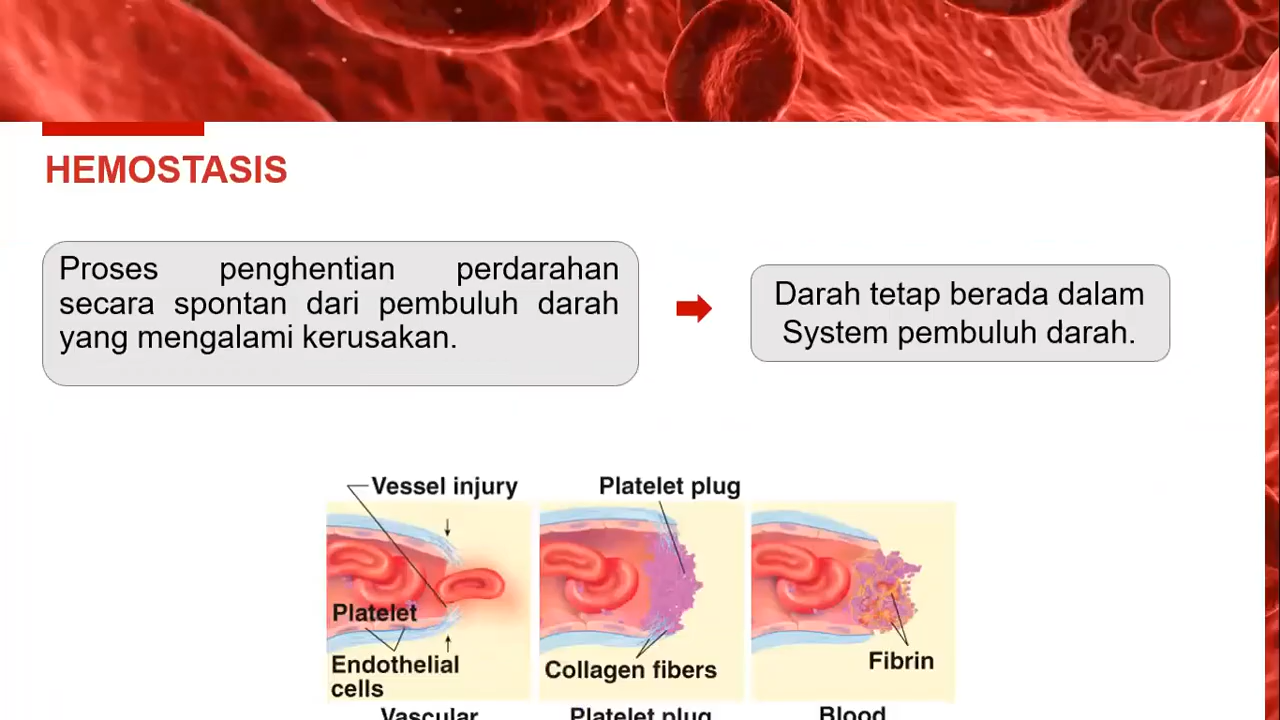 HEMOSTASIS
Proses penghentian perdarahan
secara spontan dari pembuluh darah
yang mengalami kerusakan.
Darah tetap berada dalam
System pembuluh darah.
Vessel injury
Platelet plug
Platelet
Endothelial
cells
Collagen fibers
Fibrin
Vascular
Platelet plug
Blood